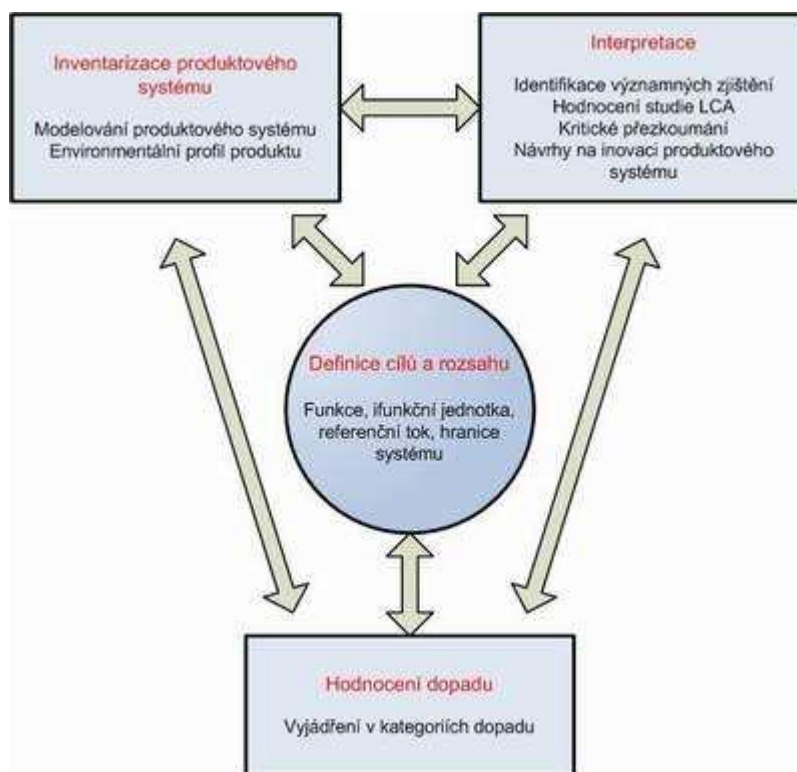 Inventarizace produktového
systému
Modelování produktového systému
Environmentální profil produktu
Interpretace
Identifikace významných zjištění
Hodnocení studie LCA
Kritické přezkoumání
Návrhy na inovaci produktového
systému
Definice cílů a rozsahu
Funkce, ifunkční jednotka,
referenční tok, hranice
systému
Hodnocení dopadu
Vyjádření v kategoriích dopadu